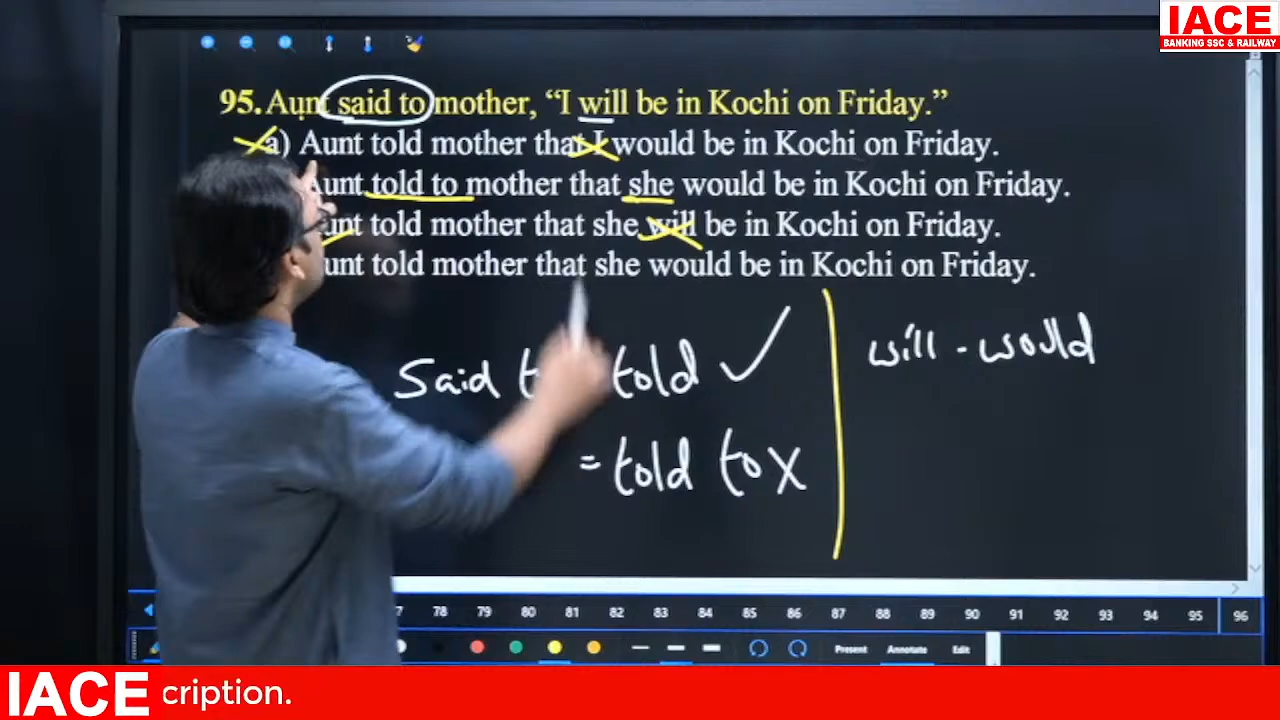 IACE
BANKING SSC & RAILWAY
95. Aunt said to mother, “I will be in Kochi on Friday.”
a) Aunt told mother that I would be in Kochi on Friday.
Aunt told to mother that she would be in Kochi on Friday.
unt told mother that she will be in Kochi on Friday.
unt told mother that she would be in Kochi on Friday.
will - would
Said told ✓
= told to x
7 78 79 80 81 82 83 84 85 86 87 88 89 90 91 92 93 94 95 96
Present Annotate Edit
IACE cription.